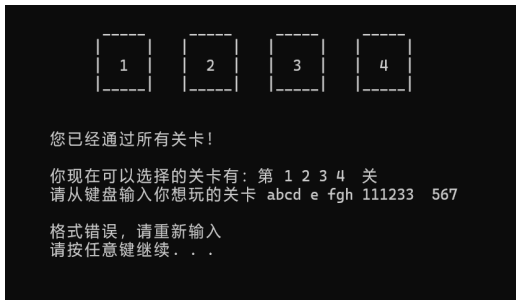 1 2 3 4
您已经通过所有关卡!
你现在可以选择的关卡有: 第 1 2 3 4 关
请从键盘输入你想玩的关卡 abcd e fgh 111233  567
格式错误, 请重新输入
请按任意键继续. . .